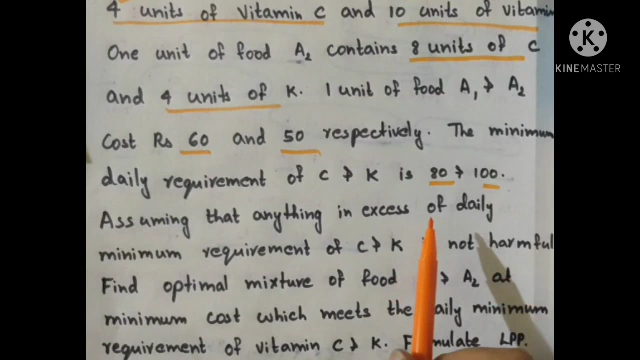 4 units of Vitamin C and 10 units of vitamin
One unit of food A₂ contains 8 units of C
KINEMASTER
and 4 units of K. 1 unit of food A₁ & A₂
Cost Rs 60 and 50 respectively. The minimum
daily requirement of C & K is 80 & 100.
Assuming that anything in excess of daily
minimum requirement of C & K not harmful
Find optimal mixture of food & A₂ at
minimum cost which meets the daily minimum
requirement of vitamin C & K. Formulate LPP.